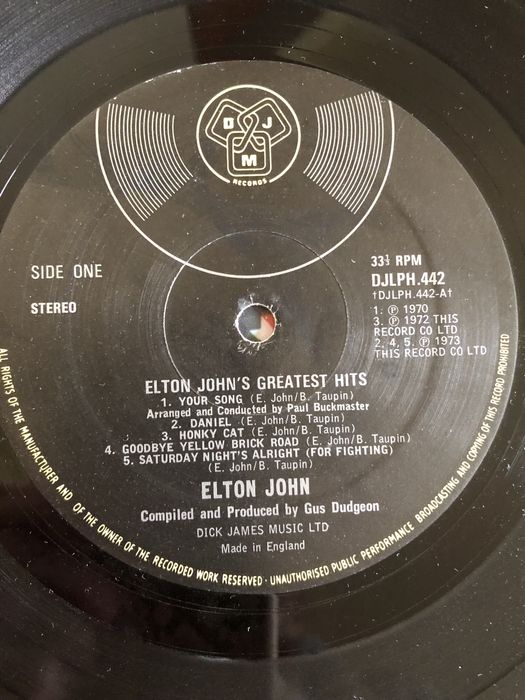 D J
M
RECORDS
SIDE ONE
STEREO
33⅓ RPM
DJLPH.442
†DJLPH.442-A†
1. ℗ 1970
3. ℗ 1972 THIS
RECORD CO LTD
2, 4, 5. ℗ 1973
THIS RECORD CO LTD
ELTON JOHN'S GREATEST HITS
1. YOUR SONG (E. John/B. Taupin)
Arranged and Conducted by Paul Buckmaster
2. DANIEL (E. John/B. Taupin)
3. HONKY CAT (E. John/B. Taupin)
4. GOODBYE YELLOW BRICK ROAD (E. John/B. Taupin)
5. SATURDAY NIGHT'S ALRIGHT (FOR FIGHTING)
(E. John/B. Taupin)
ELTON JOHN
Compiled and Produced by Gus Dudgeon
DICK JAMES MUSIC LTD
Made in England
ALL RIGHTS OF THE MANUFACTURER AND OF THE OWNER OF THE RECORDED WORK RESERVED · UNAUTHORISED PUBLIC PERFORMANCE BROADCASTING AND COPYING OF THIS RECORD PROHIBITED